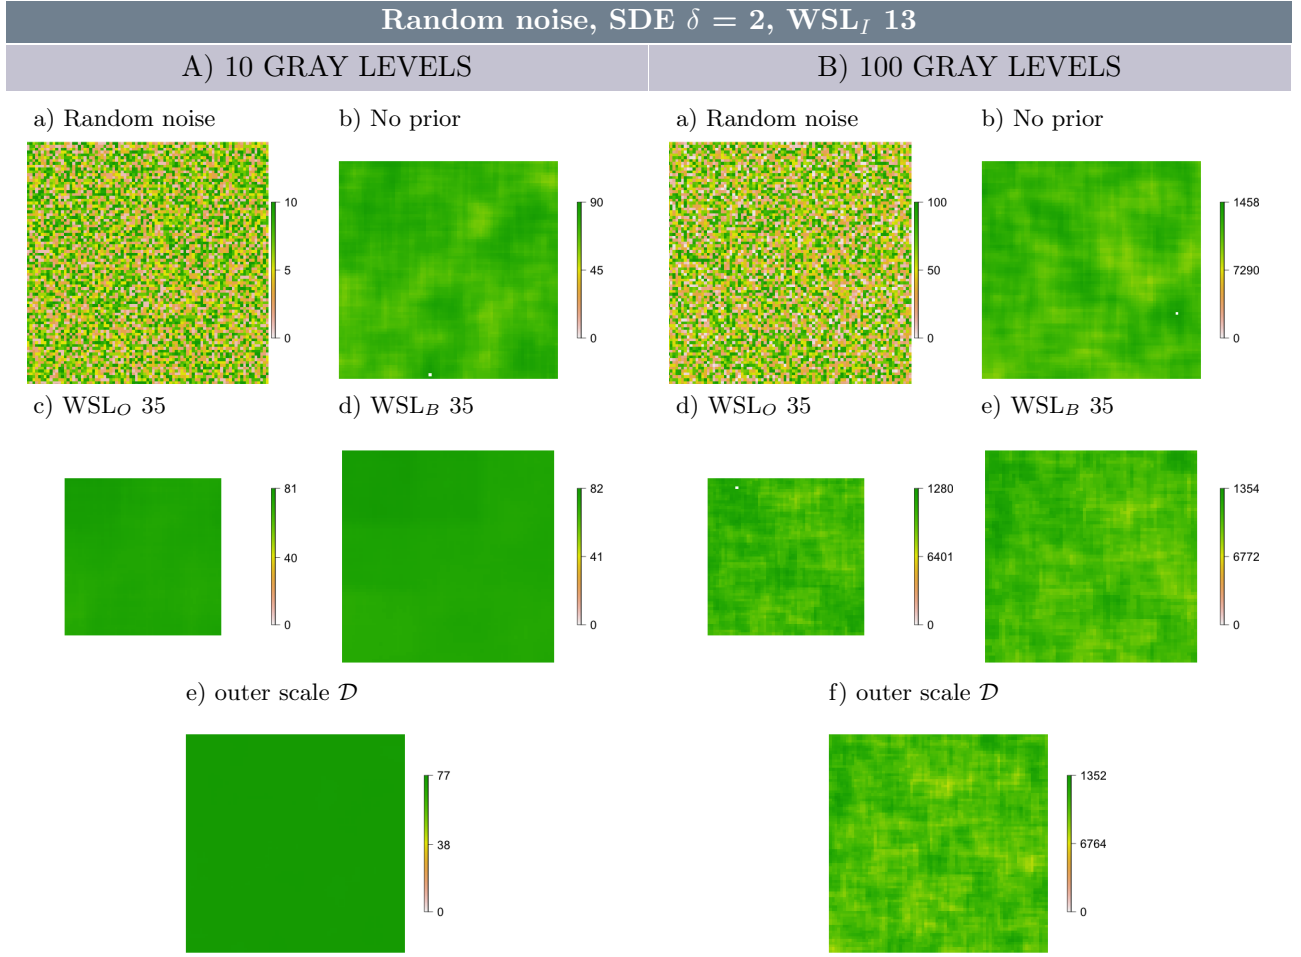 Random noise, SDE δ = 2, WSL_I 13
A) 10 GRAY LEVELS
B) 100 GRAY LEVELS
a) Random noise
b) No prior
a) Random noise
b) No prior
10
5
0
90
45
0
100
50
0
1458
7290
0
c) WSL_O 35
d) WSL_B 35
d) WSL_O 35
e) WSL_B 35
81
40
0
82
41
0
1280
6401
0
1354
6772
0
e) outer scale 𝒟
f) outer scale 𝒟
77
38
0
1352
6764
0